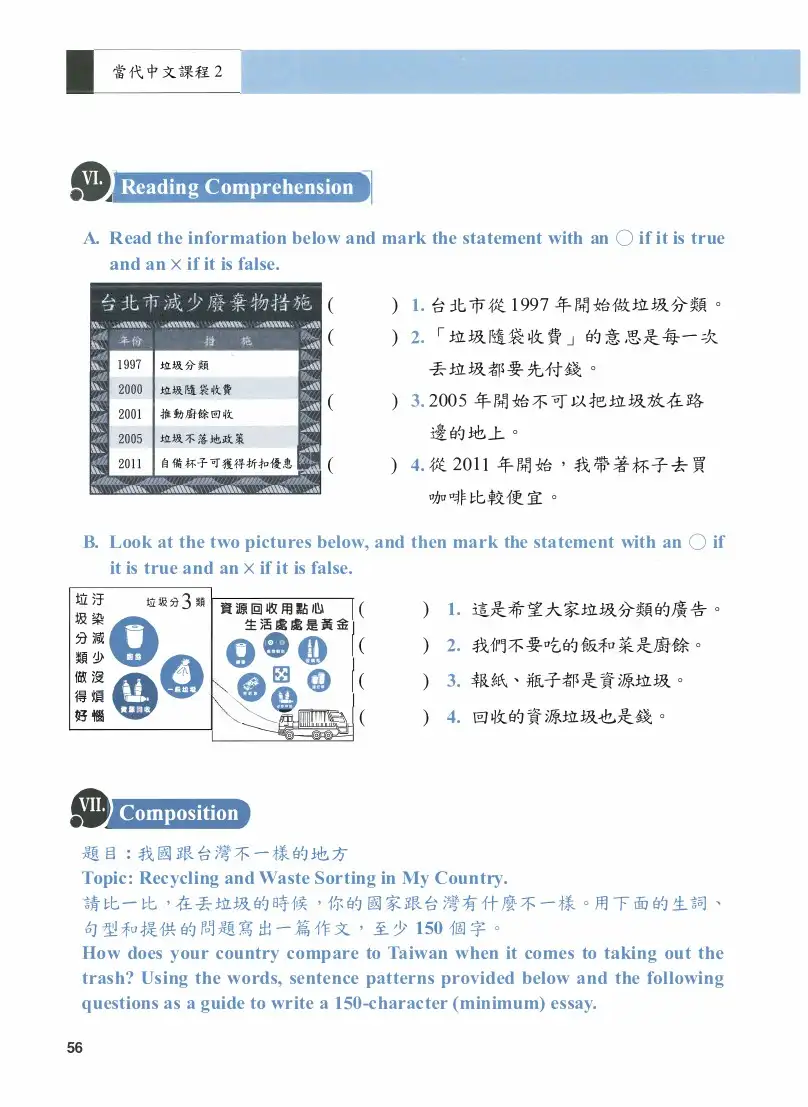 當代中文課程 2
VI.
Reading Comprehension
A. Read the information below and mark the statement with an ○ if it is true
and an × if it is false.
台北市減少廢棄物措施
年份 措 施
1997 垃圾分類
2000 垃圾隨袋收費
2001 推動廚餘回收
2005 垃圾不落地政策
2011 自備杯子可獲得折扣優惠
( ) 1. 台北市從 1997 年開始做垃圾分類。
( ) 2. 「垃圾隨袋收費」的意思是每一次
丟垃圾都要先付錢。
( ) 3. 2005 年開始不可以把垃圾放在路
邊的地上。
( ) 4. 從 2011 年開始,我帶著杯子去買
咖啡比較便宜。
B. Look at the two pictures below, and then mark the statement with an ○ if
it is true and an × if it is false.
垃圾分類做得好
汙染減少沒煩惱
垃圾分3類
廚餘
一般垃圾
資源回收
資源回收用點心
生活處處是黃金
( ) 1. 這是希望大家垃圾分類的廣告。
( ) 2. 我們不要吃的飯和菜是廚餘。
( ) 3. 報紙、瓶子都是資源垃圾。
( ) 4. 回收的資源垃圾也是錢。
VII.
Composition
題目:我國跟台灣不一樣的地方
Topic: Recycling and Waste Sorting in My Country.
請比一比,在丟垃圾的時候,你的國家跟台灣有什麼不一樣。用下面的生詞、
句型和提供的問題寫出一篇作文,至少 150 個字。
How does your country compare to Taiwan when it comes to taking out the
trash? Using the words, sentence patterns provided below and the following
questions as a guide to write a 150-character (minimum) essay.
56